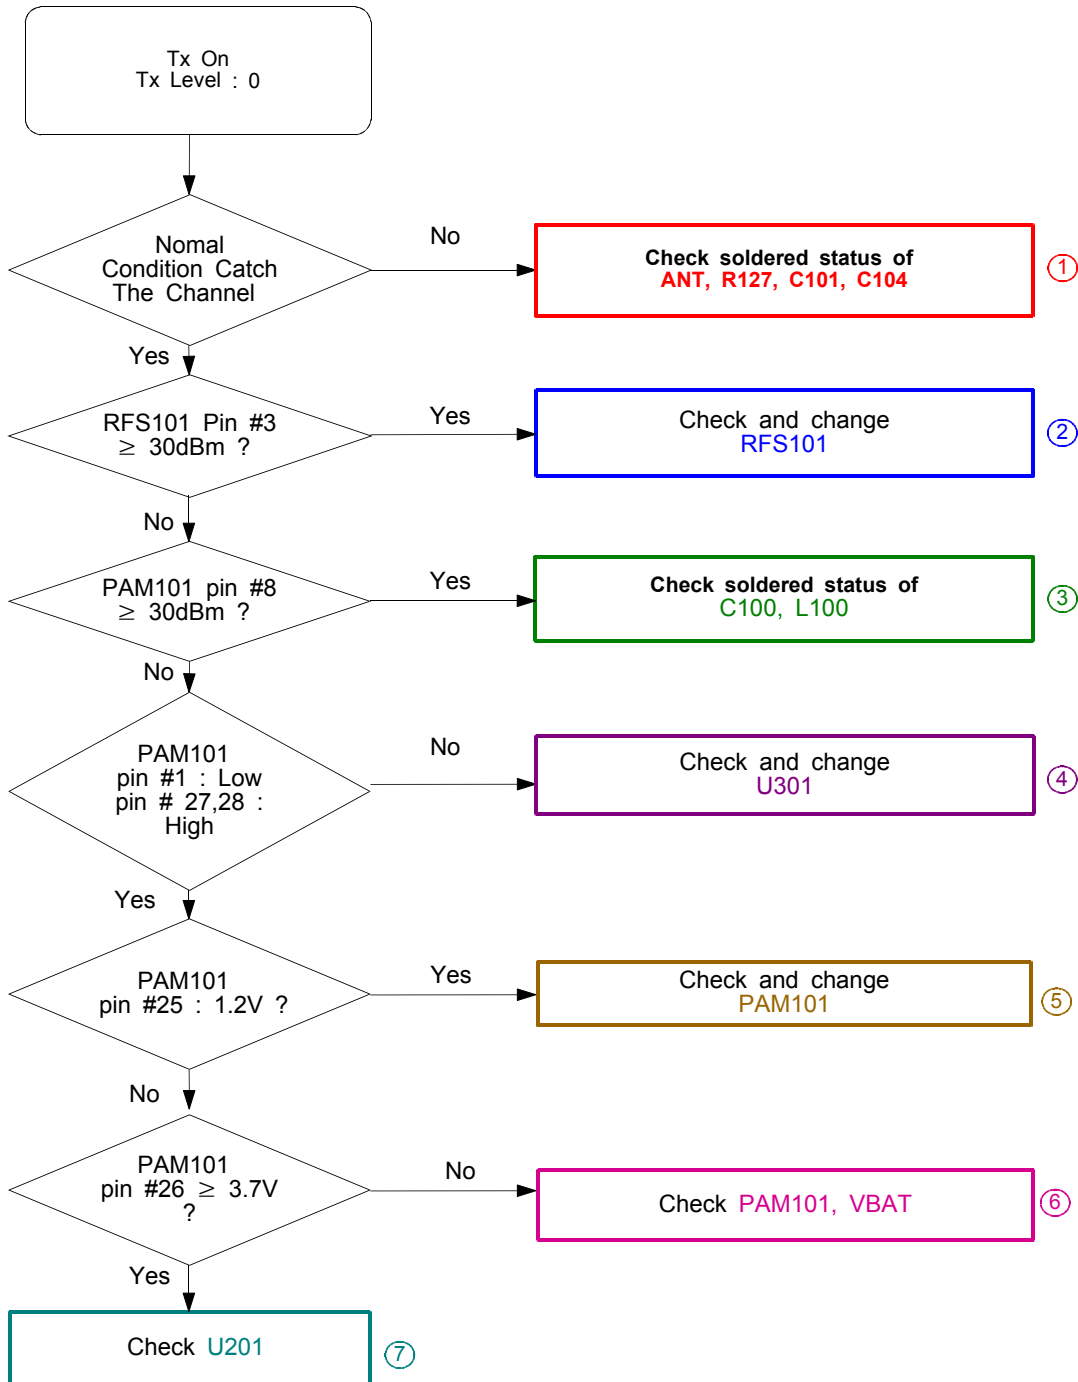 Tx On
Tx Level : 0
Nomal
Condition Catch
The Channel
No
Check soldered status of
ANT, R127, C101, C104
1
Yes
RFS101 Pin #3
≥ 30dBm ?
Yes
Check and change
RFS101
2
No
PAM101 pin #8
≥ 30dBm ?
Yes
Check soldered status of
C100, L100
3
No
PAM101
pin #1 : Low
pin # 27,28 :
High
No
Check and change
U301
4
Yes
PAM101
pin #25 : 1.2V ?
Yes
Check and change
PAM101
5
No
PAM101
pin #26 ≥ 3.7V
?
No
Check PAM101, VBAT
6
Yes
Check U201
7